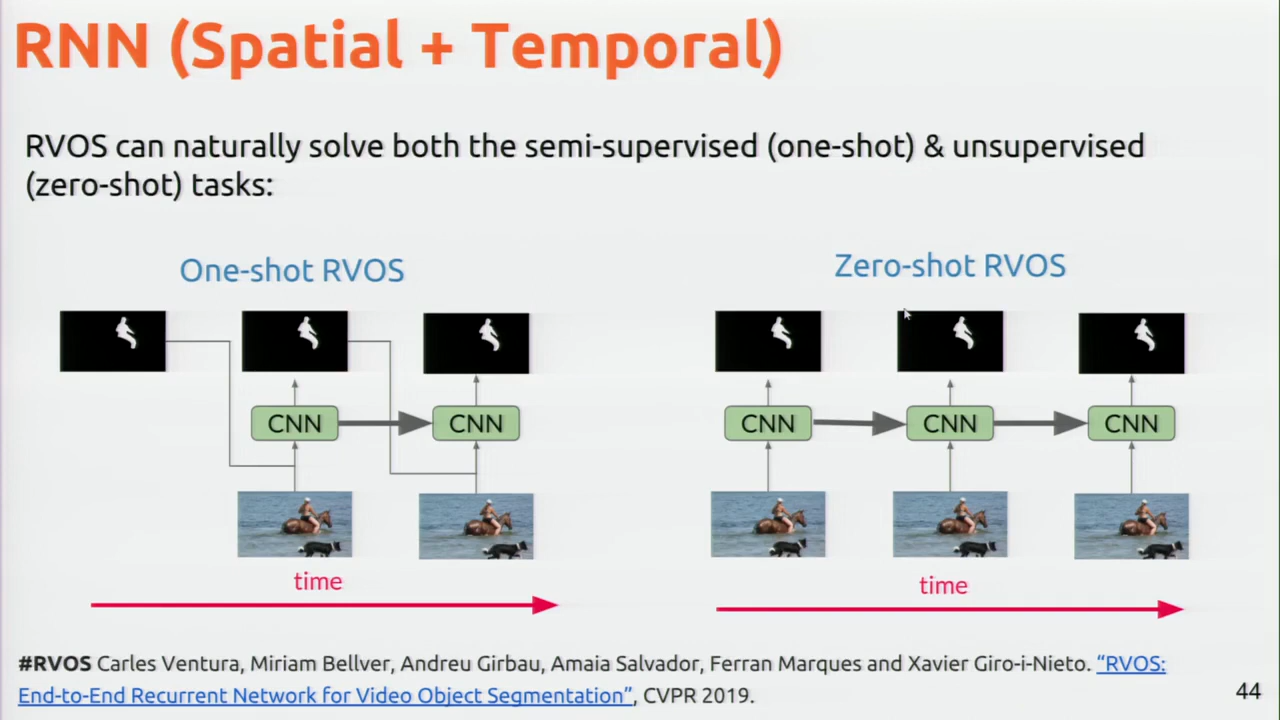 RNN (Spatial + Temporal)
RVOS can naturally solve both the semi-supervised (one-shot) & unsupervised
(zero-shot) tasks:
One-shot RVOS
Zero-shot RVOS
CNN
CNN
CNN
CNN
CNN
time
time
#RVOS Carles Ventura, Miriam Bellver, Andreu Girbau, Amaia Salvador, Ferran Marques and Xavier Giro-i-Nieto. “RVOS:
End-to-End Recurrent Network for Video Object Segmentation”, CVPR 2019.
44